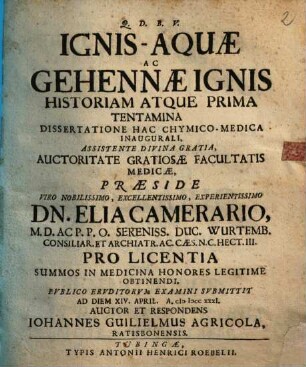 2
Q. D. B. V.
IGNIS-AQUÆ
AC
GEHENNÆ IGNIS
HISTORIAM ATQUE PRIMA
TENTAMINA
DISSERTATIONE HAC CHYMICO-MEDICA
INAUGURALI,
ASSISTENTE DIVINA GRATIA,
AUCTORITATE GRATIOSÆ FACULTATIS
MEDICÆ,
PRÆSIDE
VIRO NOBILISSIMO, EXCELLENTISSIMO, EXPERIENTISSIMO
DN. ELIA CAMERARIO,
M.D. AC P.P.O. SERENISS. DUC. WURTEMB.
CONSILIAR. ET ARCHIATR. AC. CÆS. N.C. HECT. III.
PRO LICENTIA
SUMMOS IN MEDICINA HONORES LEGITIME
OBTINENDI,
PUBLICO ERUDITORUM EXAMINI SUBMITTIT
AD DIEM XIV. APRIL. A. cIɔ Iɔcc xxxI.
AUCTOR ET RESPONDENS
IOHANNES GUILIELMUS AGRICOLA,
RATISBONENSIS.
TUBINGÆ,
TYPIS ANTONII HENRICI ROEBELII.